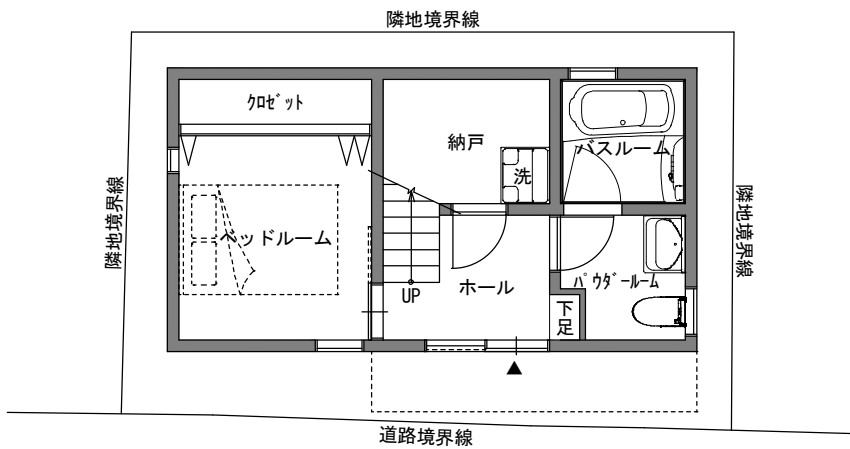 隣地境界線
クロゼット
納戸
洗
バスルーム
隣地境界線
隣地境界線
ベッドルーム
UP
ホール
パウダールーム
下足
道路境界線